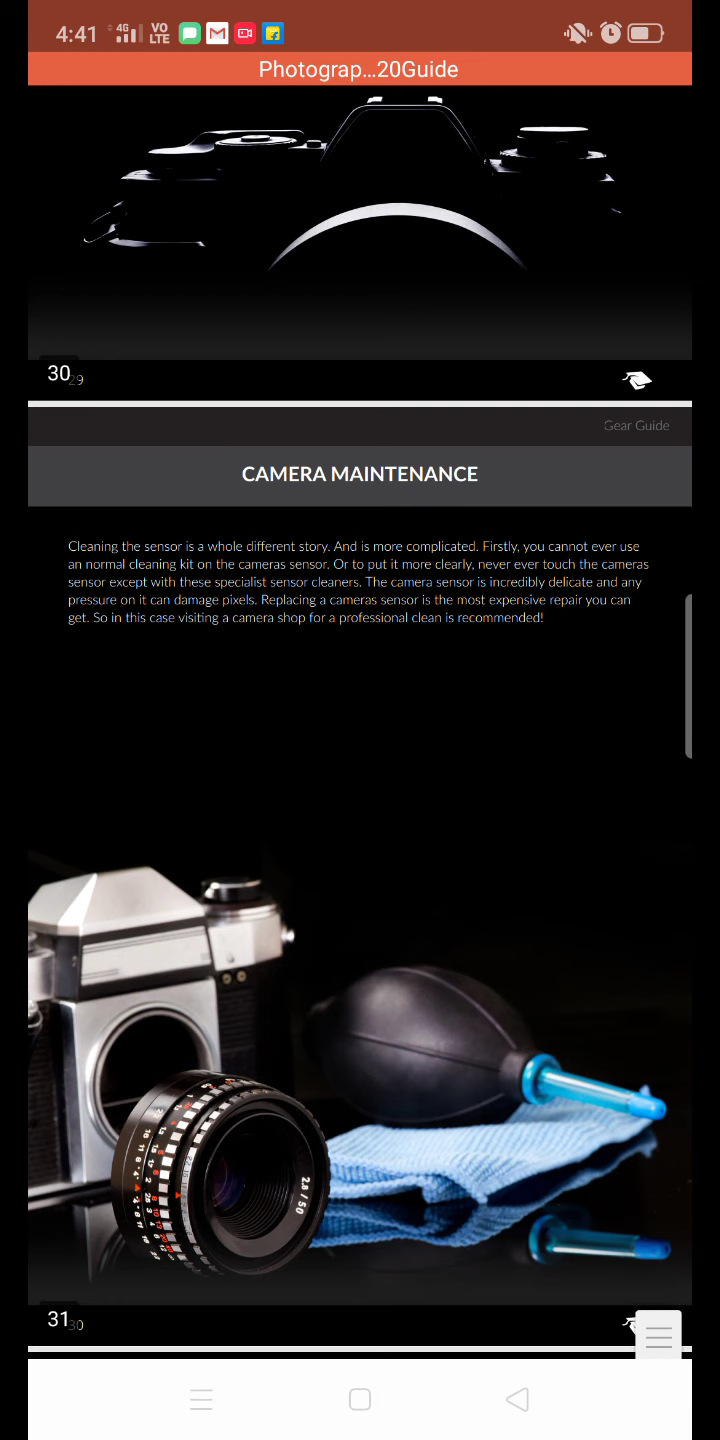 4:41 4G VO LTE
Photograp...20Guide
30 29
Gear Guide
CAMERA MAINTENANCE
Cleaning the sensor is a whole different story. And is more complicated. Firstly, you cannot ever use
an normal cleaning kit on the cameras sensor. Or to put it more clearly, never ever touch the cameras
sensor except with these specialist sensor cleaners. The camera sensor is incredibly delicate and any
pressure on it can damage pixels. Replacing a cameras sensor is the most expensive repair you can
get. So in this case visiting a camera shop for a professional clean is recommended!
2.8 / 50
31 30